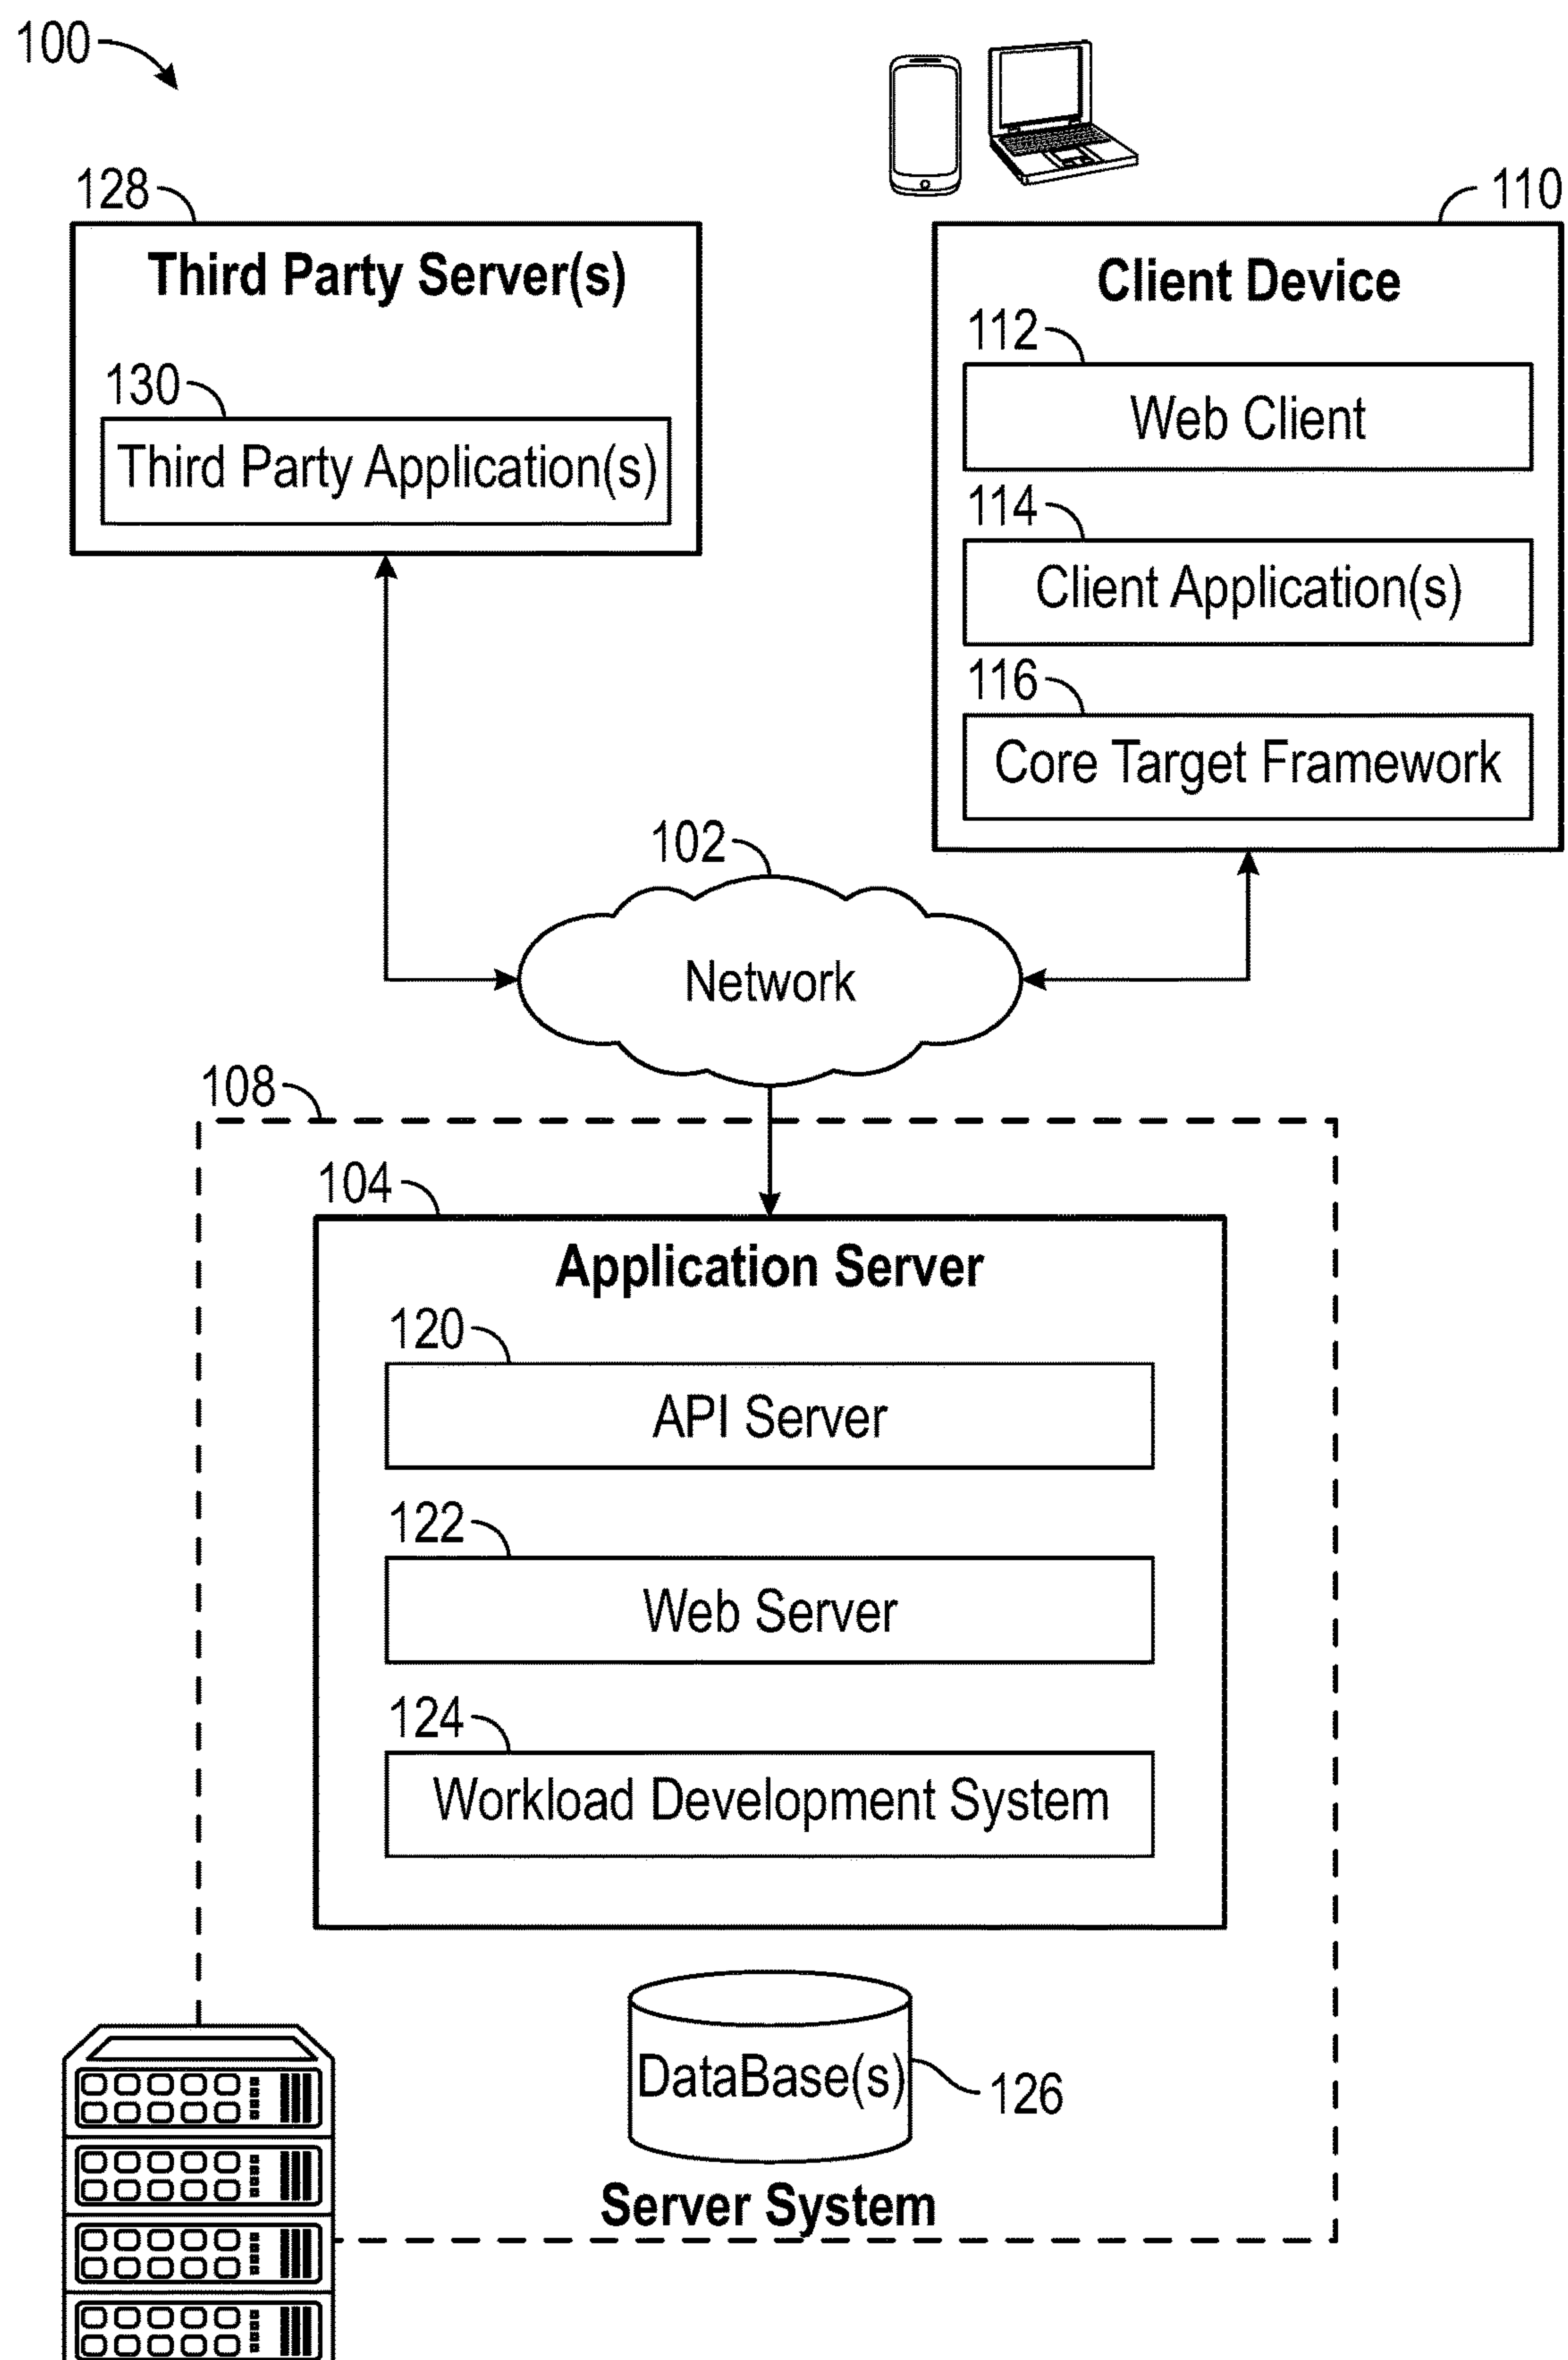 100
128
Third Party Server(s)
130
Third Party Application(s)
110
Client Device
112
Web Client
114
Client Application(s)
116
Core Target Framework
102
Network
108
104
Application Server
120
API Server
122
Web Server
124
Workload Development System
DataBase(s)
126
Server System